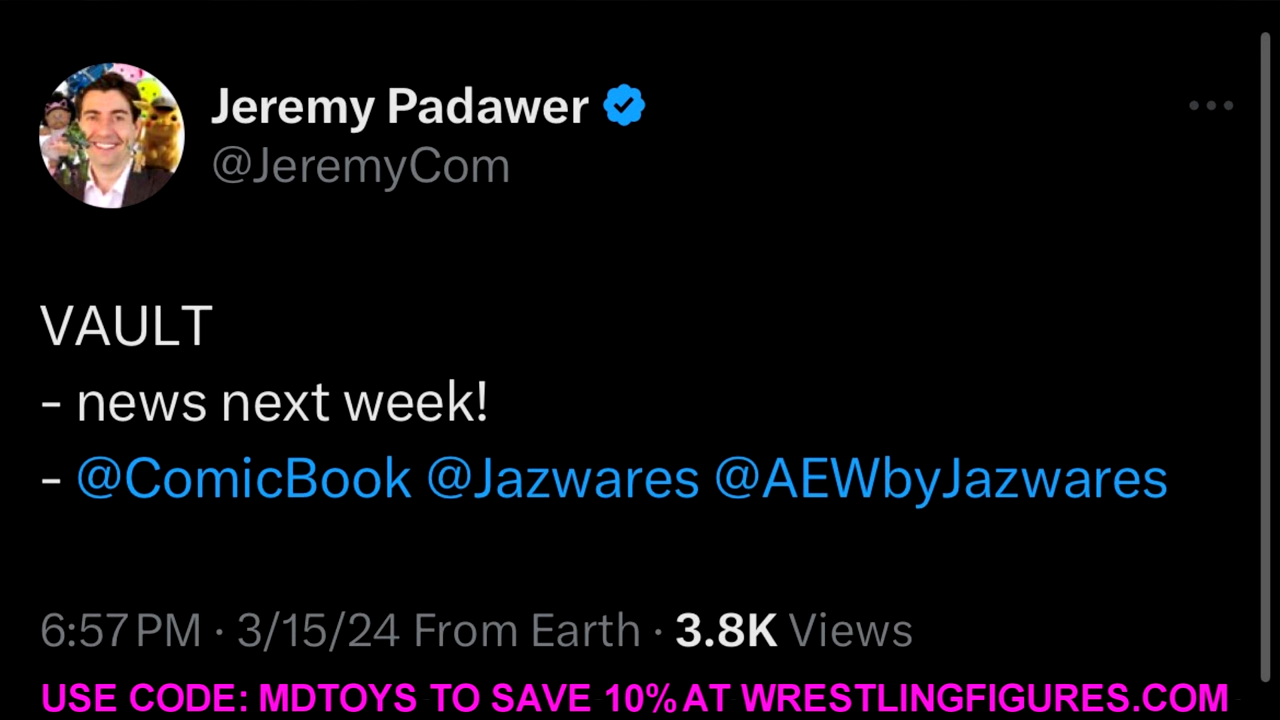 Jeremy Padawer
@JeremyCom
VAULT
- news next week!
- @ComicBook @Jazwares @AEWbyJazwares
6:57 PM · 3/15/24 From Earth · 3.8K Views
USE CODE: MDTOYS TO SAVE 10% AT WRESTLINGFIGURES.COM